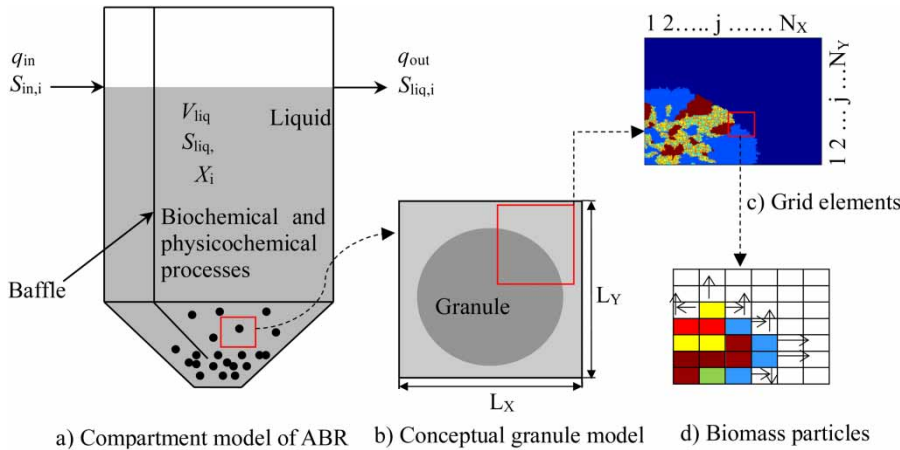 q_in
S_in,i
V_liq
S_liq,
X_i
Liquid
Biochemical and
physicochemical
processes
Baffle
q_out
S_liq,i
Granule
L_X
L_Y
1 2..... j ...... N_X
1 2 ... j ... N_Y
c) Grid elements
a) Compartment model of ABR
b) Conceptual granule model
d) Biomass particles